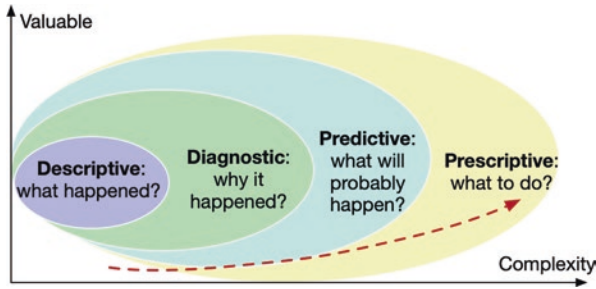 Valuable
Descriptive:
what happened?
Diagnostic:
why it
happened?
Predictive:
what will
probably
happen?
Prescriptive:
what to do?
Complexity